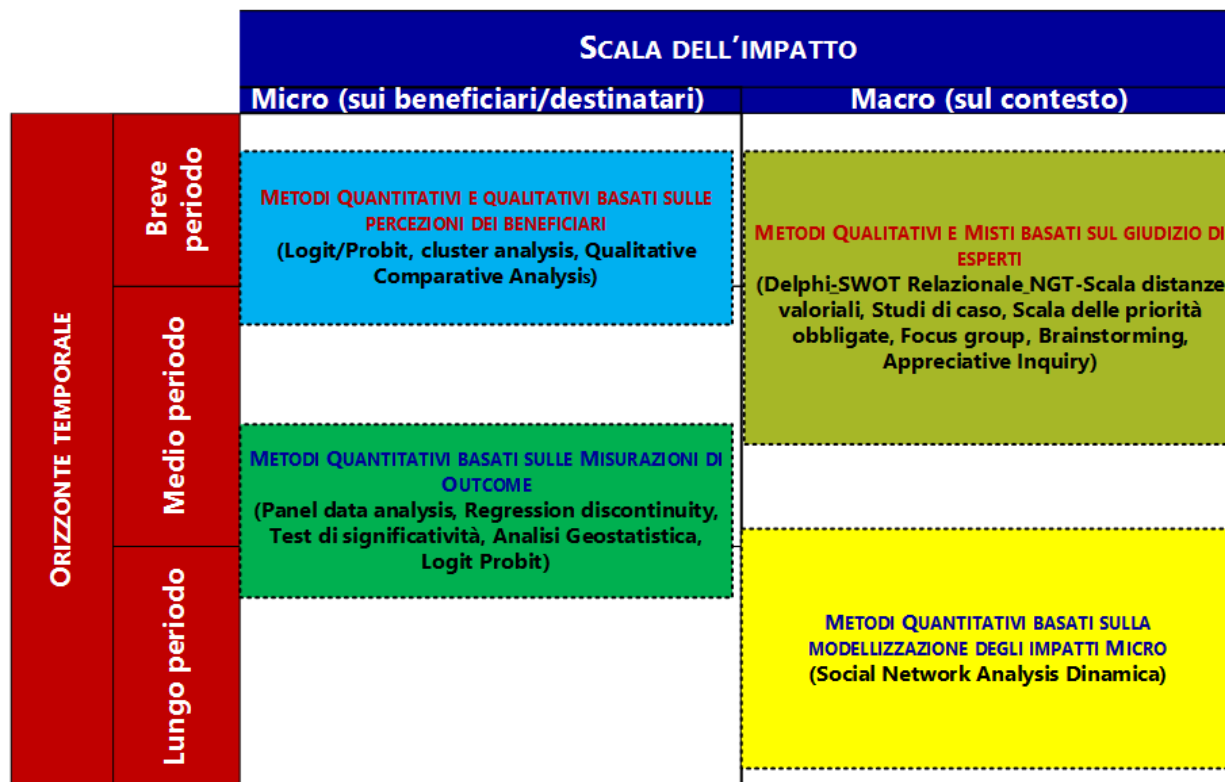 SCALA DELL'IMPATTO
Micro (sui beneficiari/destinatari)
Macro (sul contesto)
ORIZZONTE TEMPORALE
Breve
periodo
METODI QUANTITATIVI E QUALITATIVI BASATI SULLE
PERCEZIONI DEI BENEFICIARI
(Logit/Probit, cluster analysis, Qualitative
Comparative Analysis)
METODI QUALITATIVI E MISTI BASATI SUL GIUDIZIO DI
ESPERTI
(Delphi_SWOT Relazionale_NGT-Scala distanze
valoriali, Studi di caso, Scala delle priorità
obbligate, Focus group, Brainstorming,
Appreciative Inquiry)
Medio periodo
METODI QUANTITATIVI BASATI SULLE MISURAZIONI DI
OUTCOME
(Panel data analysis, Regression discontinuity,
Test di significatività, Analisi Geostatistica,
Logit Probit)
Lungo periodo
METODI QUANTITATIVI BASATI SULLA
MODELLIZZAZIONE DEGLI IMPATTI MICRO
(Social Network Analysis Dinamica)